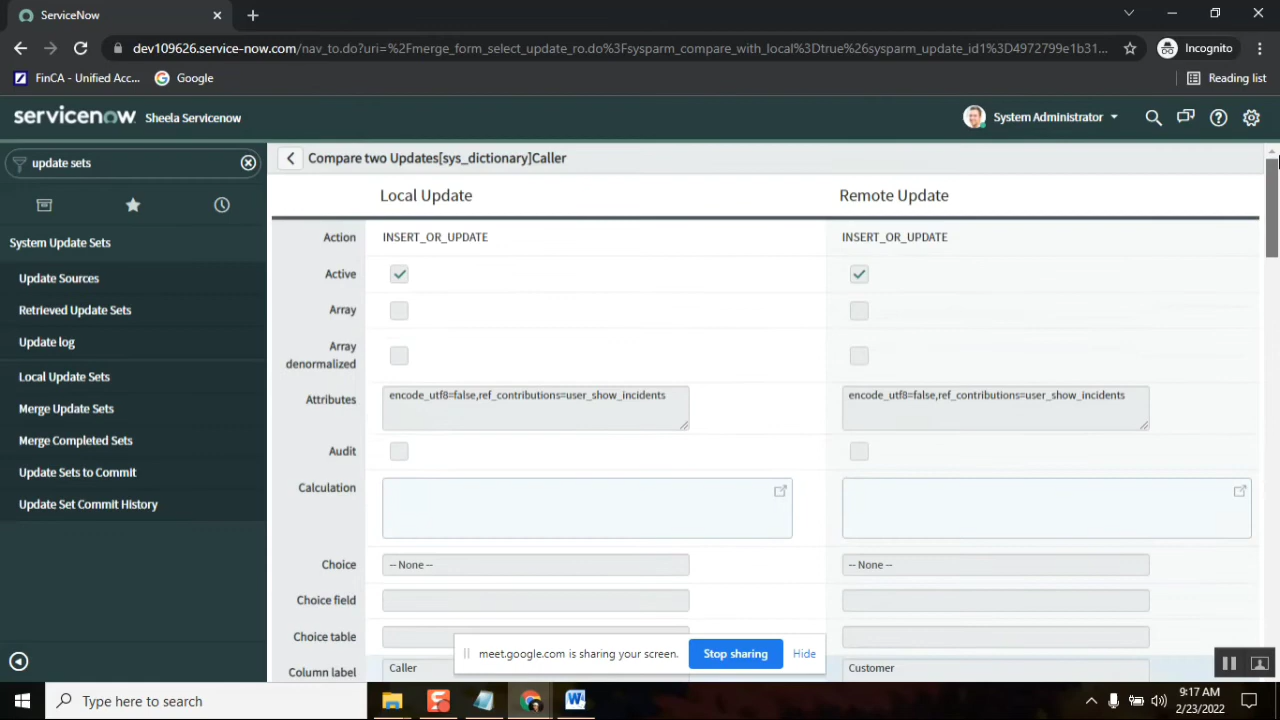 ServiceNow
dev109626.service-now.com/nav_to.do?uri=%2Fmerge_form_select_update_ro.do%3Fsysparm_compare_with_local%3Dtrue%26sysparm_update_id1%3D4972799e1b31...
Incognito
FinCA - Unified Acc...
Google
Reading list
servicenow
Sheela Servicenow
System Administrator
update sets
Compare two Updates[sys_dictionary]Caller
Local Update
Remote Update
System Update Sets
Update Sources
Retrieved Update Sets
Update log
Local Update Sets
Merge Update Sets
Merge Completed Sets
Update Sets to Commit
Update Set Commit History
Action
INSERT_OR_UPDATE
INSERT_OR_UPDATE
Active
Array
Array
denormalized
Attributes
encode_utf8=false,ref_contributions=user_show_incidents
encode_utf8=false,ref_contributions=user_show_incidents
Audit
Calculation
Choice
-- None --
-- None --
Choice field
Choice table
Column label
Caller
Customer
meet.google.com is sharing your screen.
Stop sharing
Hide
Type here to search
9:17 AM
2/23/2022